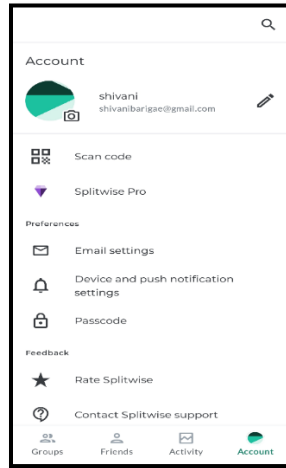 Account
shivani
shivanibarigae@gmail.com
Scan code
Splitwise Pro
Preferences
Email settings
Device and push notification
settings
Passcode
Feedback
Rate Splitwise
Contact Splitwise support
Groups Friends Activity Account